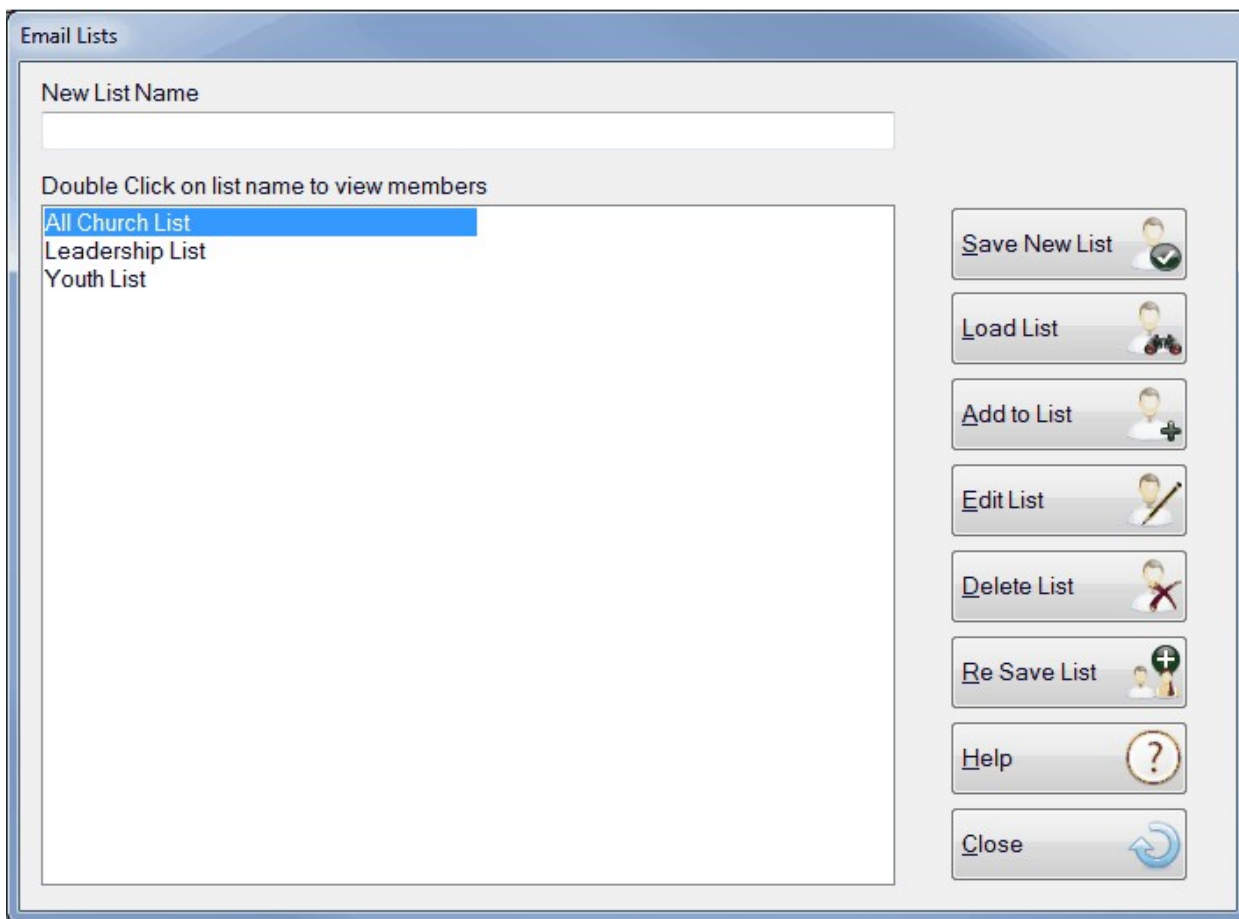 Email Lists
New List Name
Double Click on list name to view members
All Church List
Leadership List
Youth List
Save New List
Load List
Add to List
Edit List
Delete List
Re Save List
Help
?
Close